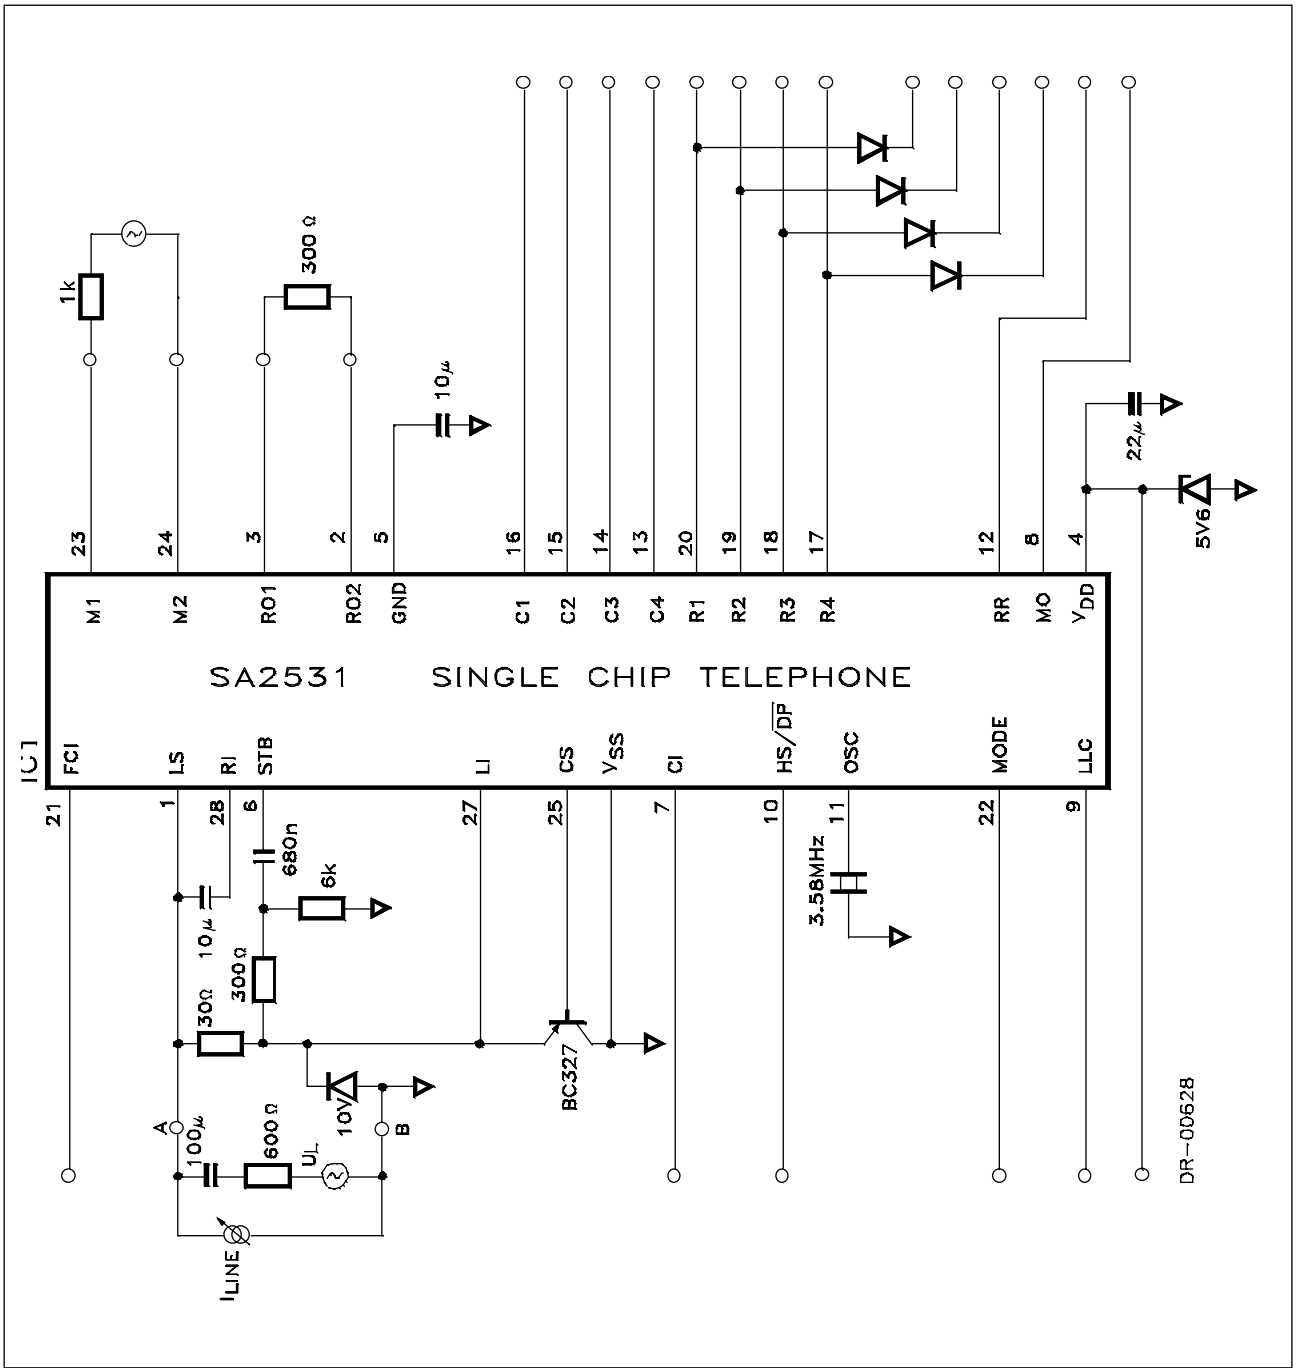 1k
300 Ω
10μ
22μ
5V6
23
24
3
2
5
16
15
14
13
20
19
18
17
12
8
4
M1
M2
RO1
RO2
GND
C1
C2
C3
C4
R1
R2
R3
R4
RR
MO
VDD
SA2531 SINGLE CHIP TELEPHONE
IC1
FCI
LS
RI
STB
LI
CS
VSS
CI
HS/DP
OSC
MODE
LLC
21
1
28
6
27
25
7
10
11
22
9
680n
6k
10μ
300Ω
30Ω
3.58MHz
BC327
10V
A
B
100μ
600Ω
UL
ILINE
DR-00628